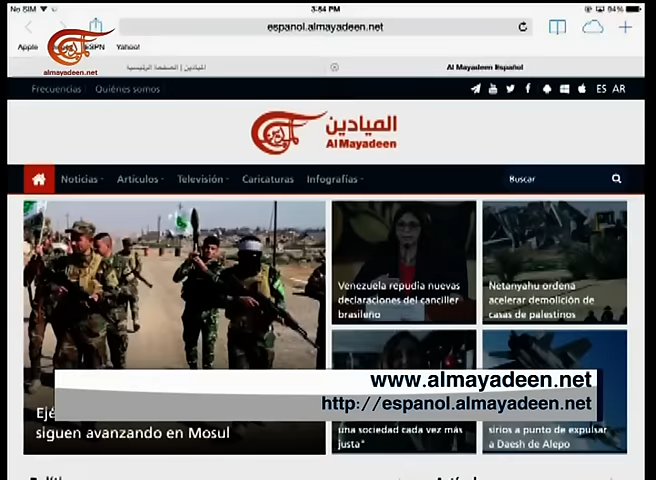 No SIM
3:54 PM
94%
espanol.almayadeen.net
Apple
Yahoo!
almayadeen.net
الميادين | الصفحة الرئيسية
Al Mayadeen Español
Frecuencias
Quiénes somos
ES AR
الميادين
Al Mayadeen
Noticias
Artículos
Televisión
Caricaturas
Infografías
Buscar
Venezuela repudia nuevas
declaraciones del canciller
brasileño
Netanyahu ordena
acelerar demolición de
casas de palestinos
www.almayadeen.net
http://espanol.almayadeen.net
siguen avanzando en Mosul
una sociedad cada vez más
justa"
sirios a punto de expulsar
a Daesh de Alepo